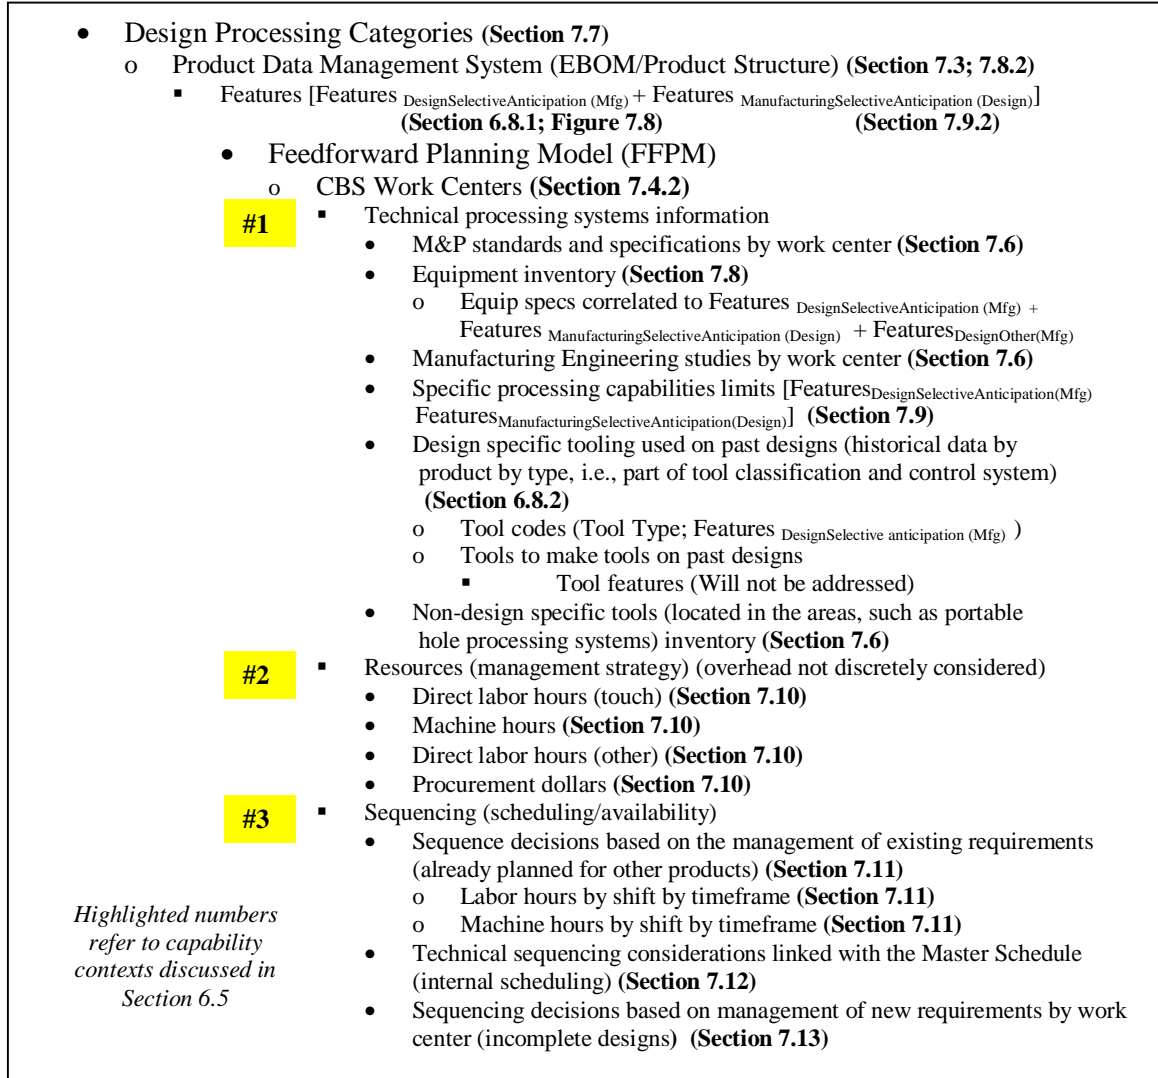 • Design Processing Categories (Section 7.7)
o Product Data Management System (EBOM/Product Structure) (Section 7.3; 7.8.2)
▪ Features [Features DesignSelectiveAnticipation (Mfg) + Features ManufacturingSelectiveAnticipation (Design)]
(Section 6.8.1; Figure 7.8) (Section 7.9.2)
• Feedforward Planning Model (FFPM)
o CBS Work Centers (Section 7.4.2)
#1 ▪ Technical processing systems information
• M&P standards and specifications by work center (Section 7.6)
• Equipment inventory (Section 7.8)
o Equip specs correlated to Features DesignSelectiveAnticipation (Mfg) +
Features ManufacturingSelectiveAnticipation (Design) + FeaturesDesignOther(Mfg)
• Manufacturing Engineering studies by work center (Section 7.6)
• Specific processing capabilities limits [FeaturesDesignSelectiveAnticipation(Mfg)
FeaturesManufacturingSelectiveAnticipation(Design)] (Section 7.9)
• Design specific tooling used on past designs (historical data by
product by type, i.e., part of tool classification and control system)
(Section 6.8.2)
o Tool codes (Tool Type; Features DesignSelective anticipation (Mfg) )
o Tools to make tools on past designs
▪ Tool features (Will not be addressed)
• Non-design specific tools (located in the areas, such as portable
hole processing systems) inventory (Section 7.6)
#2 ▪ Resources (management strategy) (overhead not discretely considered)
• Direct labor hours (touch) (Section 7.10)
• Machine hours (Section 7.10)
• Direct labor hours (other) (Section 7.10)
• Procurement dollars (Section 7.10)
#3 ▪ Sequencing (scheduling/availability)
• Sequence decisions based on the management of existing requirements
(already planned for other products) (Section 7.11)
o Labor hours by shift by timeframe (Section 7.11)
o Machine hours by shift by timeframe (Section 7.11)
• Technical sequencing considerations linked with the Master Schedule
(internal scheduling) (Section 7.12)
• Sequencing decisions based on management of new requirements by work
center (incomplete designs) (Section 7.13)
Highlighted numbers
refer to capability
contexts discussed in
Section 6.5